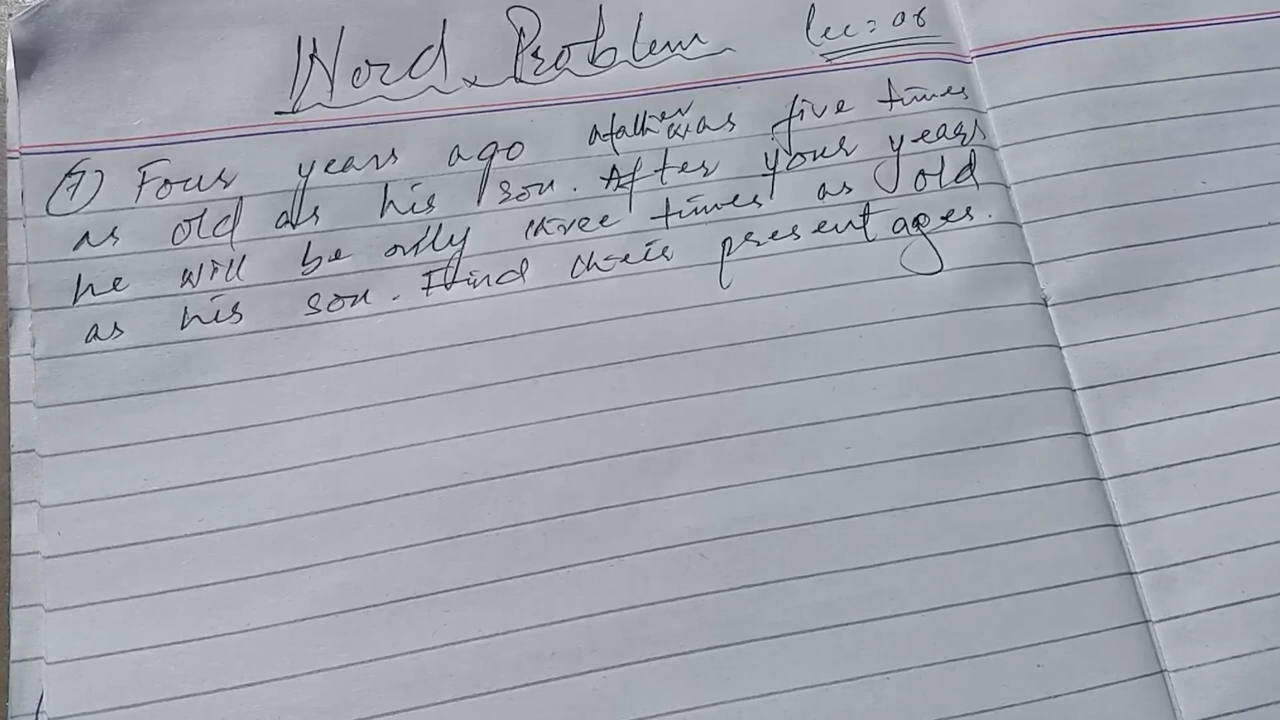 Word Problem
Lec: 08
(7) Four years ago a father was five times
as old as his son. After four years
he will be only three times as old
as his son. Find their present ages.